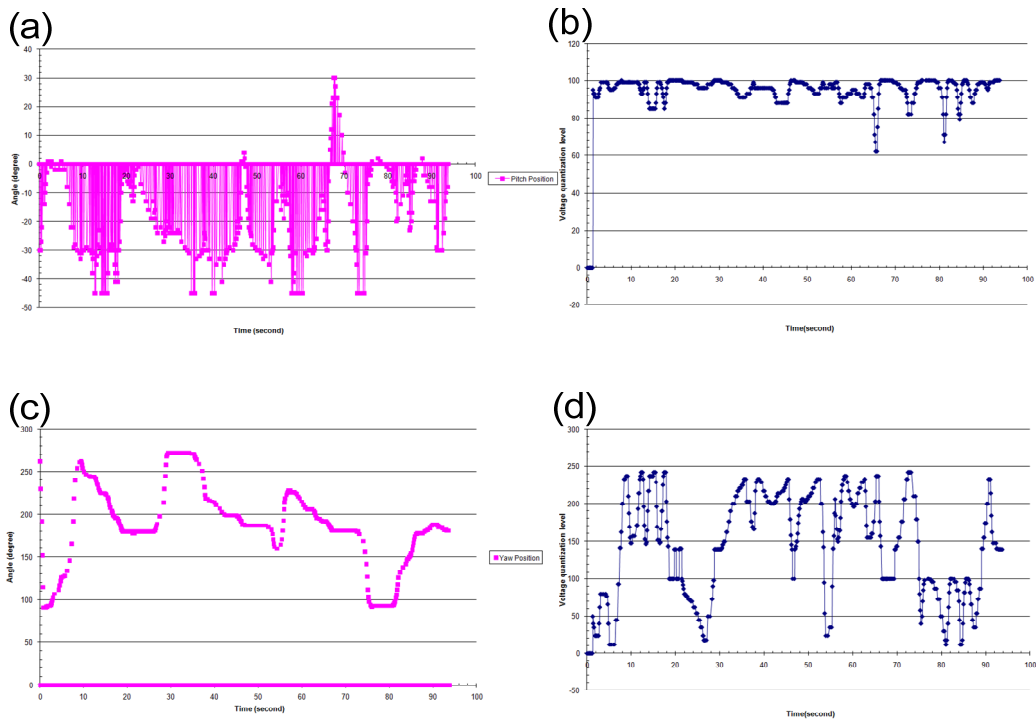 (a)
(b)
40
30
20
10
0
-10
-20
-30
-40
-50
0 10 20 30 40 50 60 70 80 90 100
Angle (degree)
Time (second)
Pitch Position
120
100
80
60
40
20
0
-20
0 10 20 30 40 50 60 70 80 90 100
Voltage quantization level
Time(second)
(c)
(d)
300
250
200
150
100
50
0
0 10 20 30 40 50 60 70 80 90 100
Angle (degree)
Time (second)
Yaw Position
300
250
200
150
100
50
0
-50
0 10 20 30 40 50 60 70 80 90 100
Voltage quantization level
Time(second)